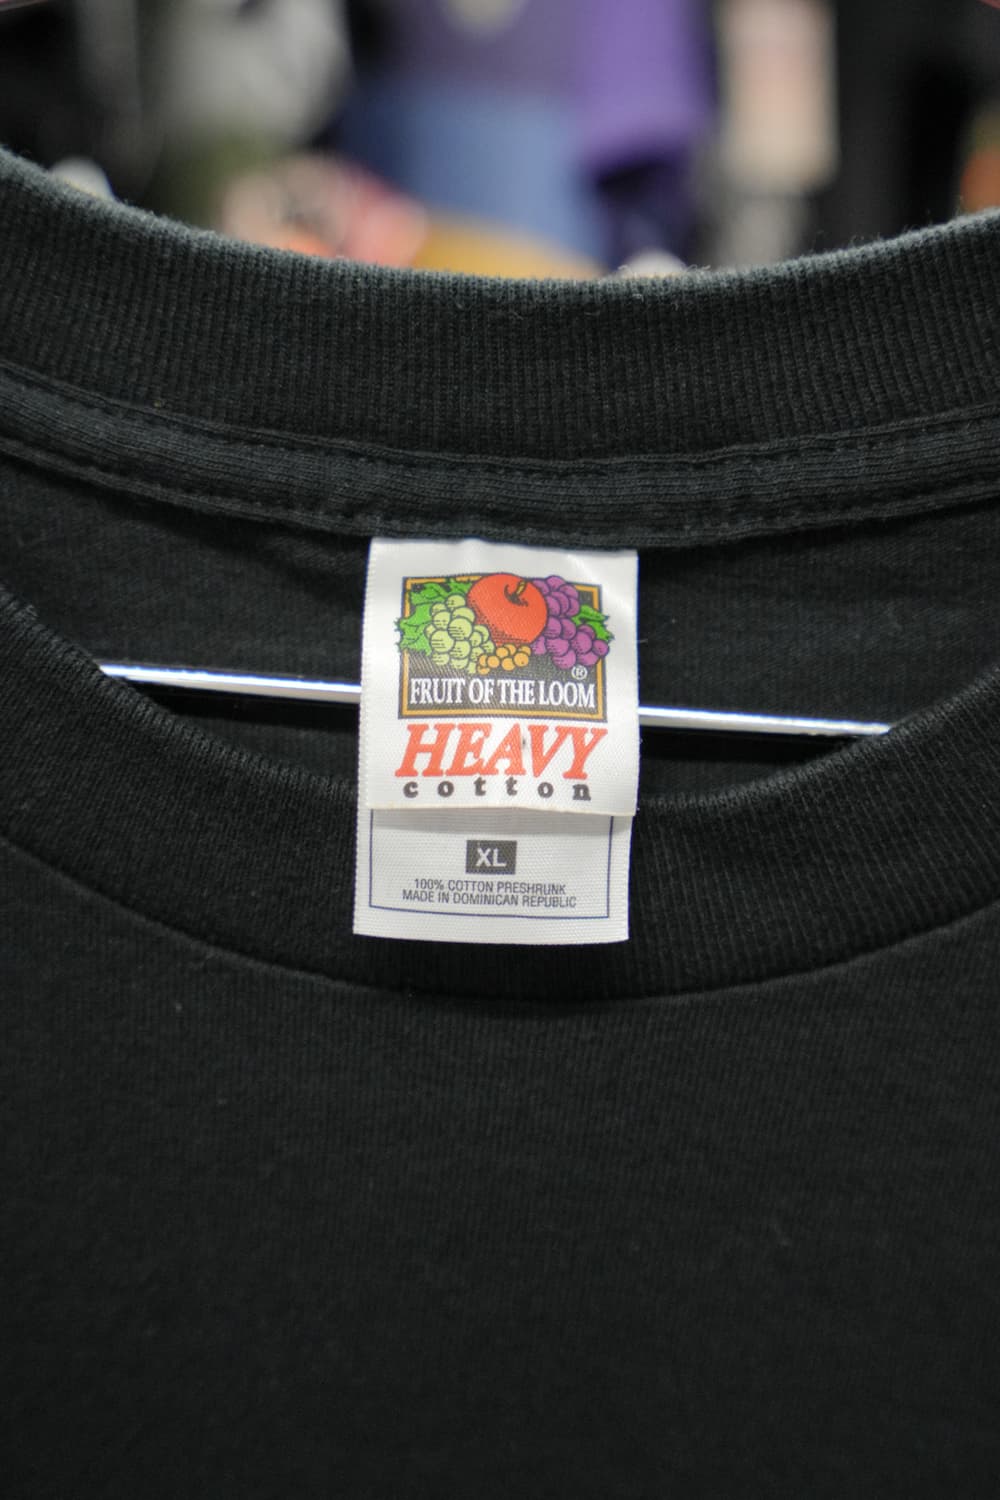 ®
FRUIT OF THE LOOM
HEAVY
cotton
XL
100% COTTON PRESHRUNK
MADE IN DOMINICAN REPUBLIC